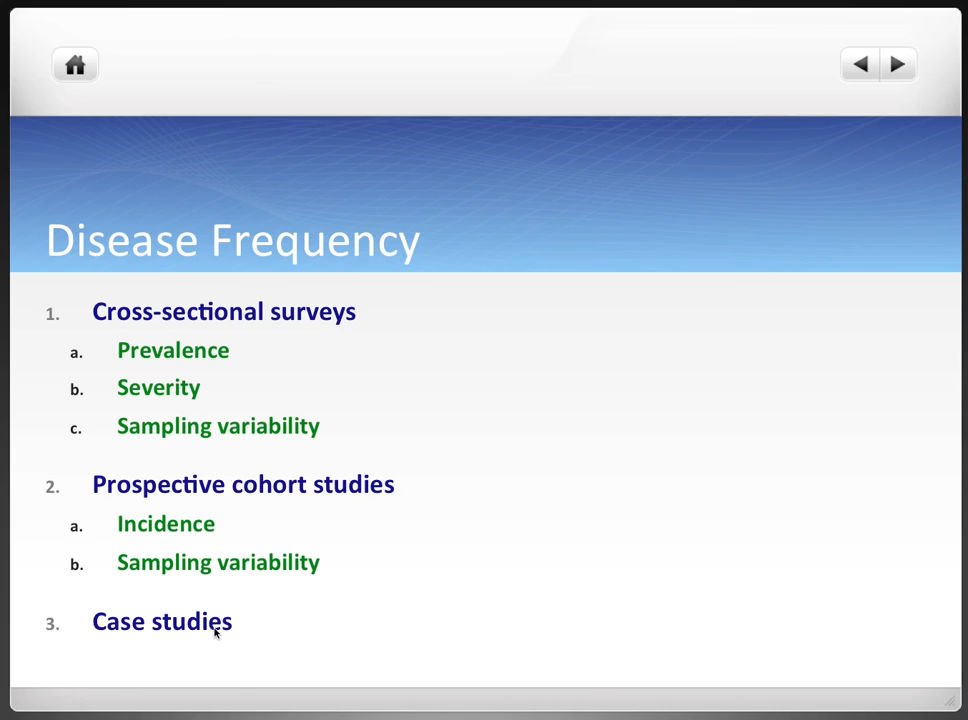 Disease Frequency
1. Cross-sectional surveys
a. Prevalence
b. Severity
c. Sampling variability
2. Prospective cohort studies
a. Incidence
b. Sampling variability
3. Case studies